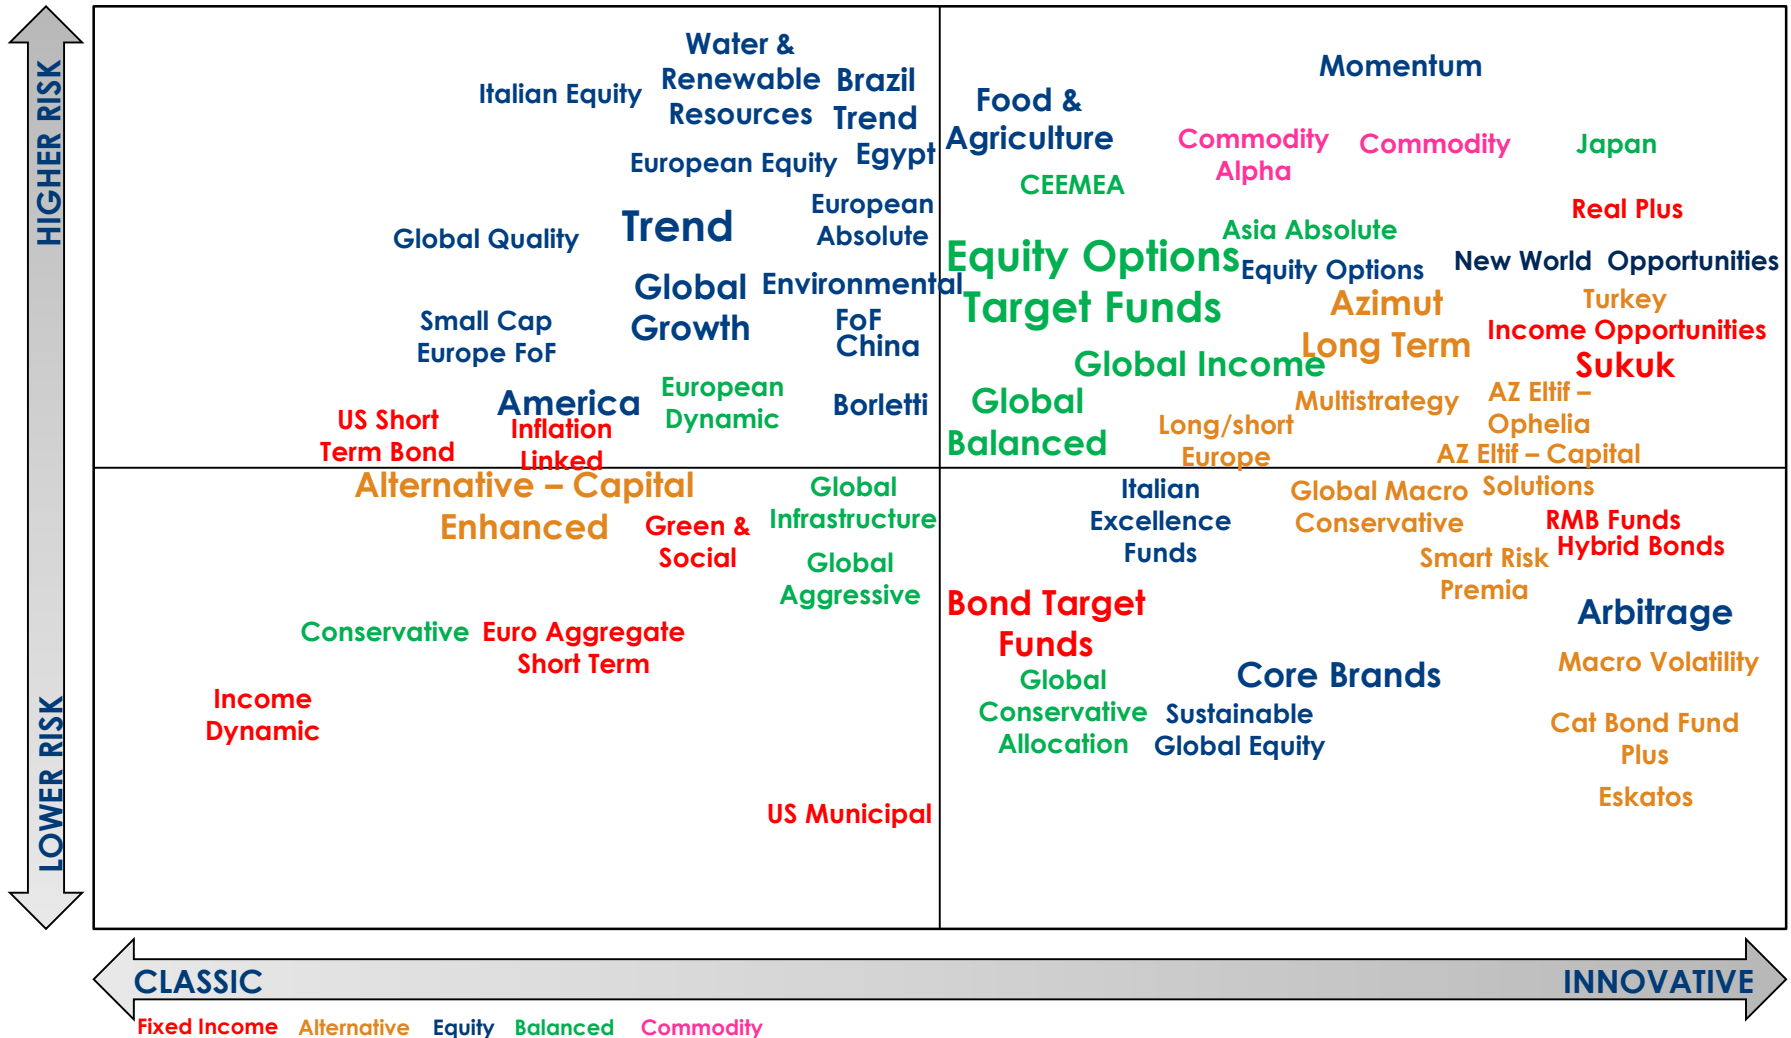 HIGHER RISK
LOWER RISK
Water &
Renewable
Resources
Italian Equity
Brazil
Trend
Egypt
European Equity
European
Absolute
Trend
Global Quality
Global
Growth
Environmental
FoF
China
Small Cap
Europe FoF
America
European
Dynamic
Borletti
US Short
Term Bond
Inflation
Linked
Momentum
Food &
Agriculture
Commodity
Alpha
Commodity
Japan
CEEMEA
Real Plus
Asia Absolute
Equity Options
Target Funds
Equity Options
New World  Opportunities
Azimut
Long Term
Turkey
Income Opportunities
Sukuk
Global Income
Global
Balanced
Multistrategy
AZ Eltif –
Ophelia
Long/short
Europe
AZ Eltif – Capital
Solutions
Alternative – Capital
Enhanced
Green &
Social
Global
Infrastructure
Global
Aggressive
Conservative
Euro Aggregate
Short Term
Income
Dynamic
US Municipal
Italian
Excellence
Funds
Global Macro
Conservative
RMB Funds
Hybrid Bonds
Smart Risk
Premia
Bond Target
Funds
Arbitrage
Macro Volatility
Global
Conservative
Allocation
Core Brands
Sustainable
Global Equity
Cat Bond Fund
Plus
Eskatos
CLASSIC
INNOVATIVE
Fixed Income
Alternative
Equity
Balanced
Commodity